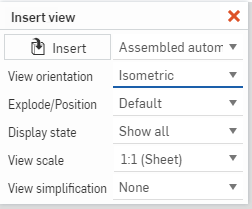 Insert view
Insert Assembled autom
View orientation Isometric
Explode/Position Default
Display state Show all
View scale 1:1 (Sheet)
View simplification None